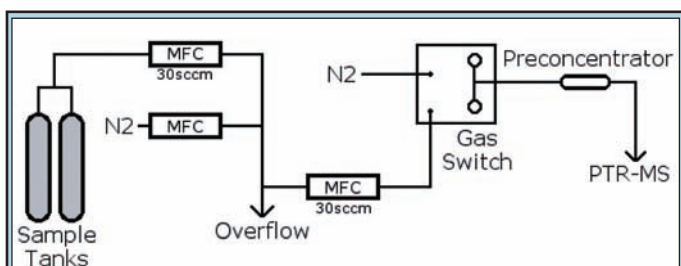 MFC
30sccm
N2
MFC
Sample
Tanks
Overflow
MFC
30sccm
N2
Gas
Switch
Preconcentrator
PTR-MS